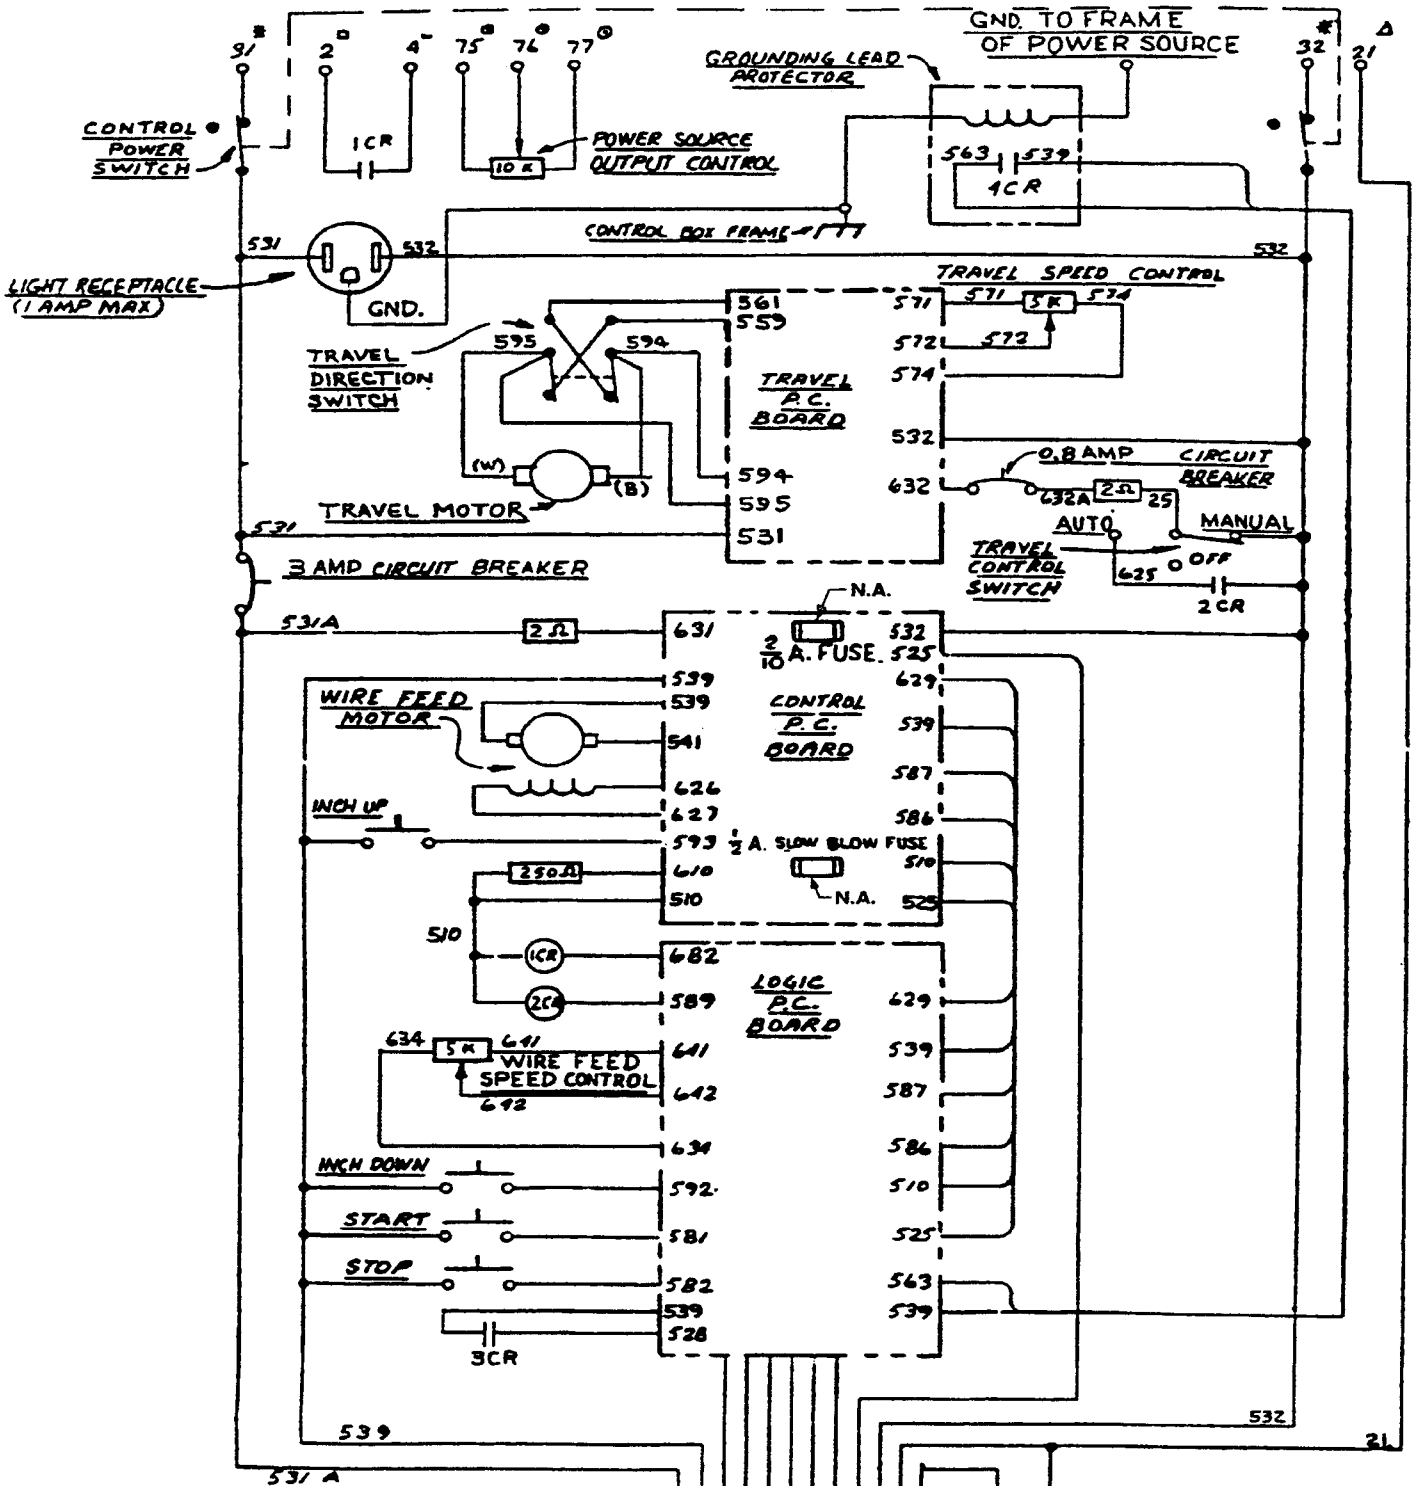 GND. TO FRAME
OF POWER SOURCE
31 2 4 75 76 77 32 21
GROUNDING LEAD
PROTECTOR
CONTROL
POWER
SWITCH
1CR
10K
POWER SOURCE
OUTPUT CONTROL
563 539
4CR
CONTROL BOX FRAME
531 532 532
LIGHT RECEPTACLE
(1 AMP MAX)
GND.
TRAVEL SPEED CONTROL
561 571 571 5K 574
559
595 594 572 572
TRAVEL
DIRECTION
SWITCH
574
TRAVEL
P.C.
BOARD
532
0.8 AMP CIRCUIT
BREAKER
(W) (B)
594 632 632A 2Ω 25
TRAVEL MOTOR
595
AUTO MANUAL
531 531
TRAVEL
CONTROL
SWITCH
OFF
3 AMP CIRCUIT BREAKER
625
2CR
N.A.
531A 2Ω 631 532
2/10 A. FUSE. 525
539 629
WIRE FEED
MOTOR
539
CONTROL
P.C.
BOARD
539
541
587
626
INCH UP
627 586
593 1/2 A. SLOW BLOW FUSE
250Ω 610 510
510 N.A. 525
510
1CR 682
LOGIC
P.C.
BOARD
2CR 589 629
634 5K 641 641 539
WIRE FEED
SPEED CONTROL
642 642 587
634 586
INCH DOWN
592. 510
START
581 525
STOP
582 563
539 539
528
3CR
532
539 21
531 A